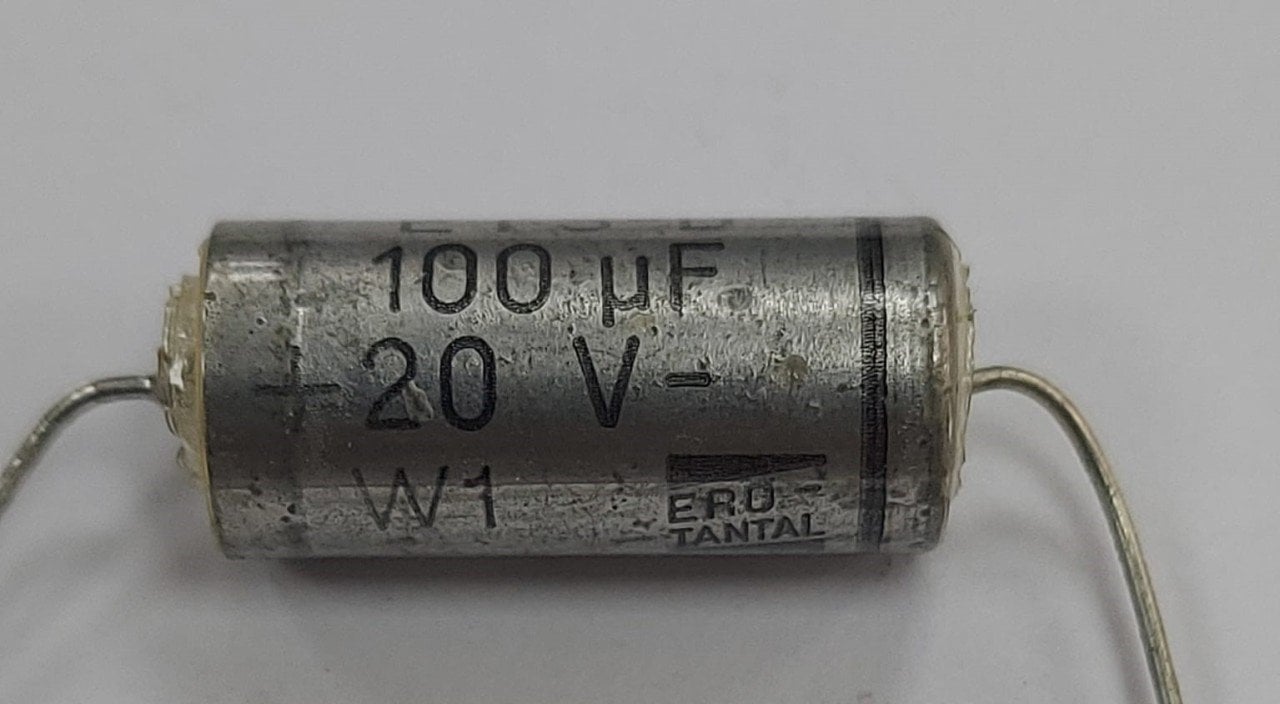 100 µF
20 V-
W1
ERO
TANTAL